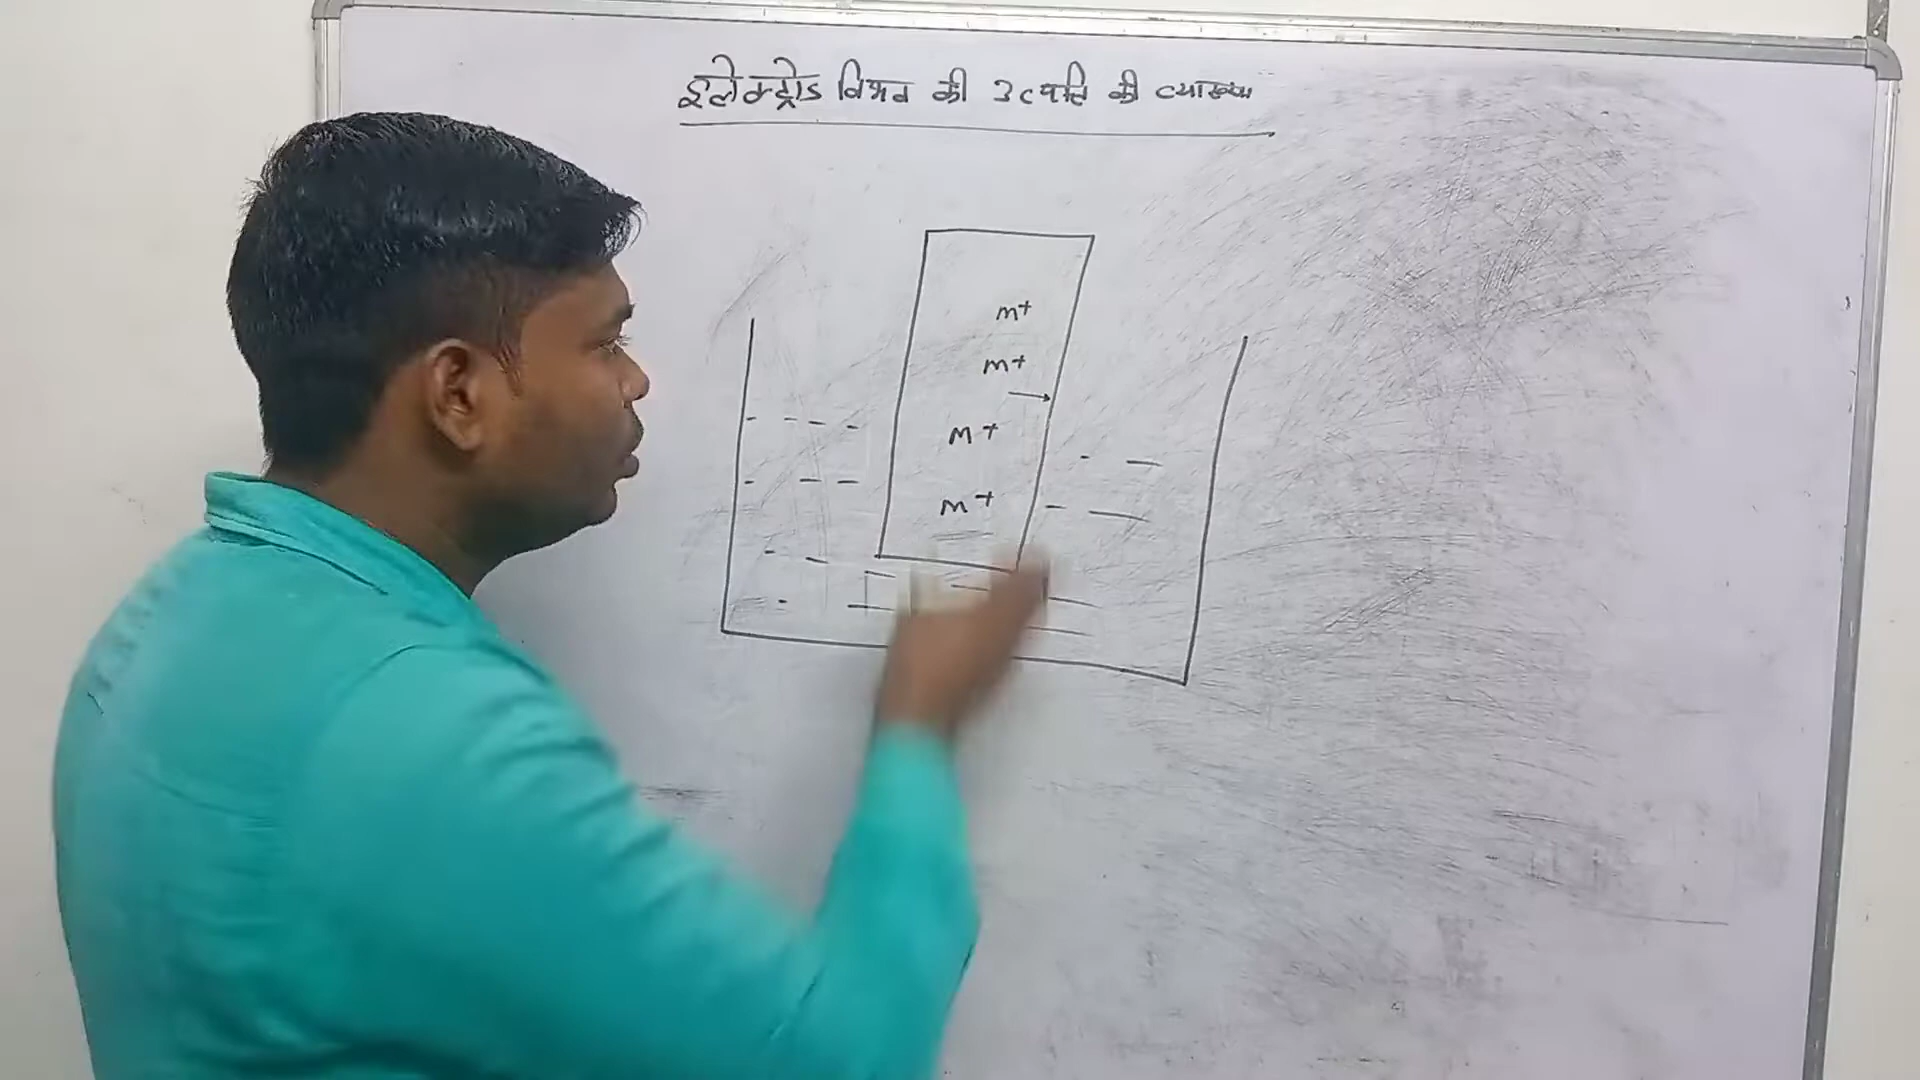 इलेक्ट्रोड विभव की उत्पत्ति की व्याख्या
m+
m+
m+
m+